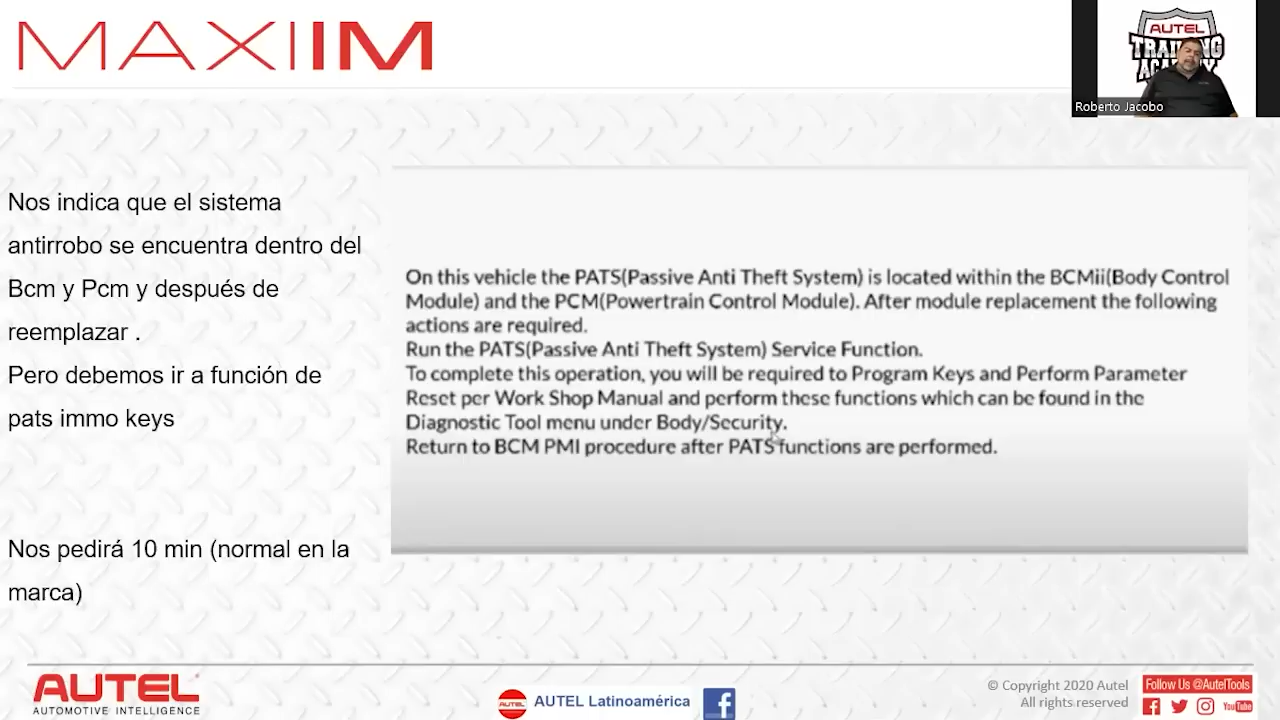 MAXIIM
AUTEL
TRAINING
ACADEMY
Roberto Jacobo
Nos indica que el sistema
antirrobo se encuentra dentro del
Bcm y Pcm y después de
reemplazar .
Pero debemos ir a función de
pats immo keys
Nos pedirá 10 min (normal en la
marca)
On this vehicle the PATS(Passive Anti Theft System) is located within the BCMii(Body Control
Module) and the PCM(Powertrain Control Module). After module replacement the following
actions are required.
Run the PATS(Passive Anti Theft System) Service Function.
To complete this operation, you will be required to Program Keys and Perform Parameter
Reset per Work Shop Manual and perform these functions which can be found in the
Diagnostic Tool menu under Body/Security.
Return to BCM PMI procedure after PATS functions are performed.
AUTEL
AUTOMOTIVE INTELLIGENCE
AUTEL
AUTEL Latinoamérica
© Copyright 2020 Autel
All rights reserved
Follow Us @AutelTools
YouTube